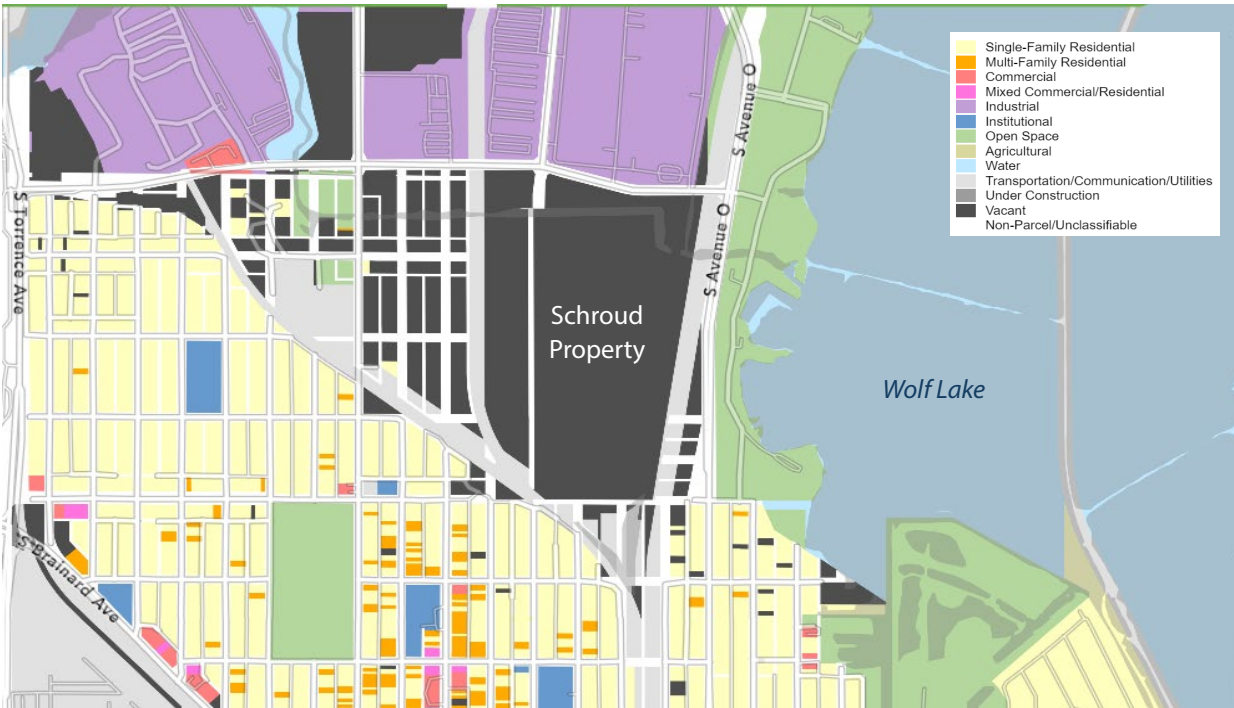 S Avenue O
Single-Family Residential
Multi-Family Residential
Commercial
Mixed Commercial/Residential
Industrial
Institutional
Open Space
Agricultural
Water
Transportation/Communication/Utilities
Under Construction
Vacant
Non-Parcel/Unclassifiable
S Torrence Ave
S Avenue O
Schroud
Property
Wolf Lake
S Brainard Ave